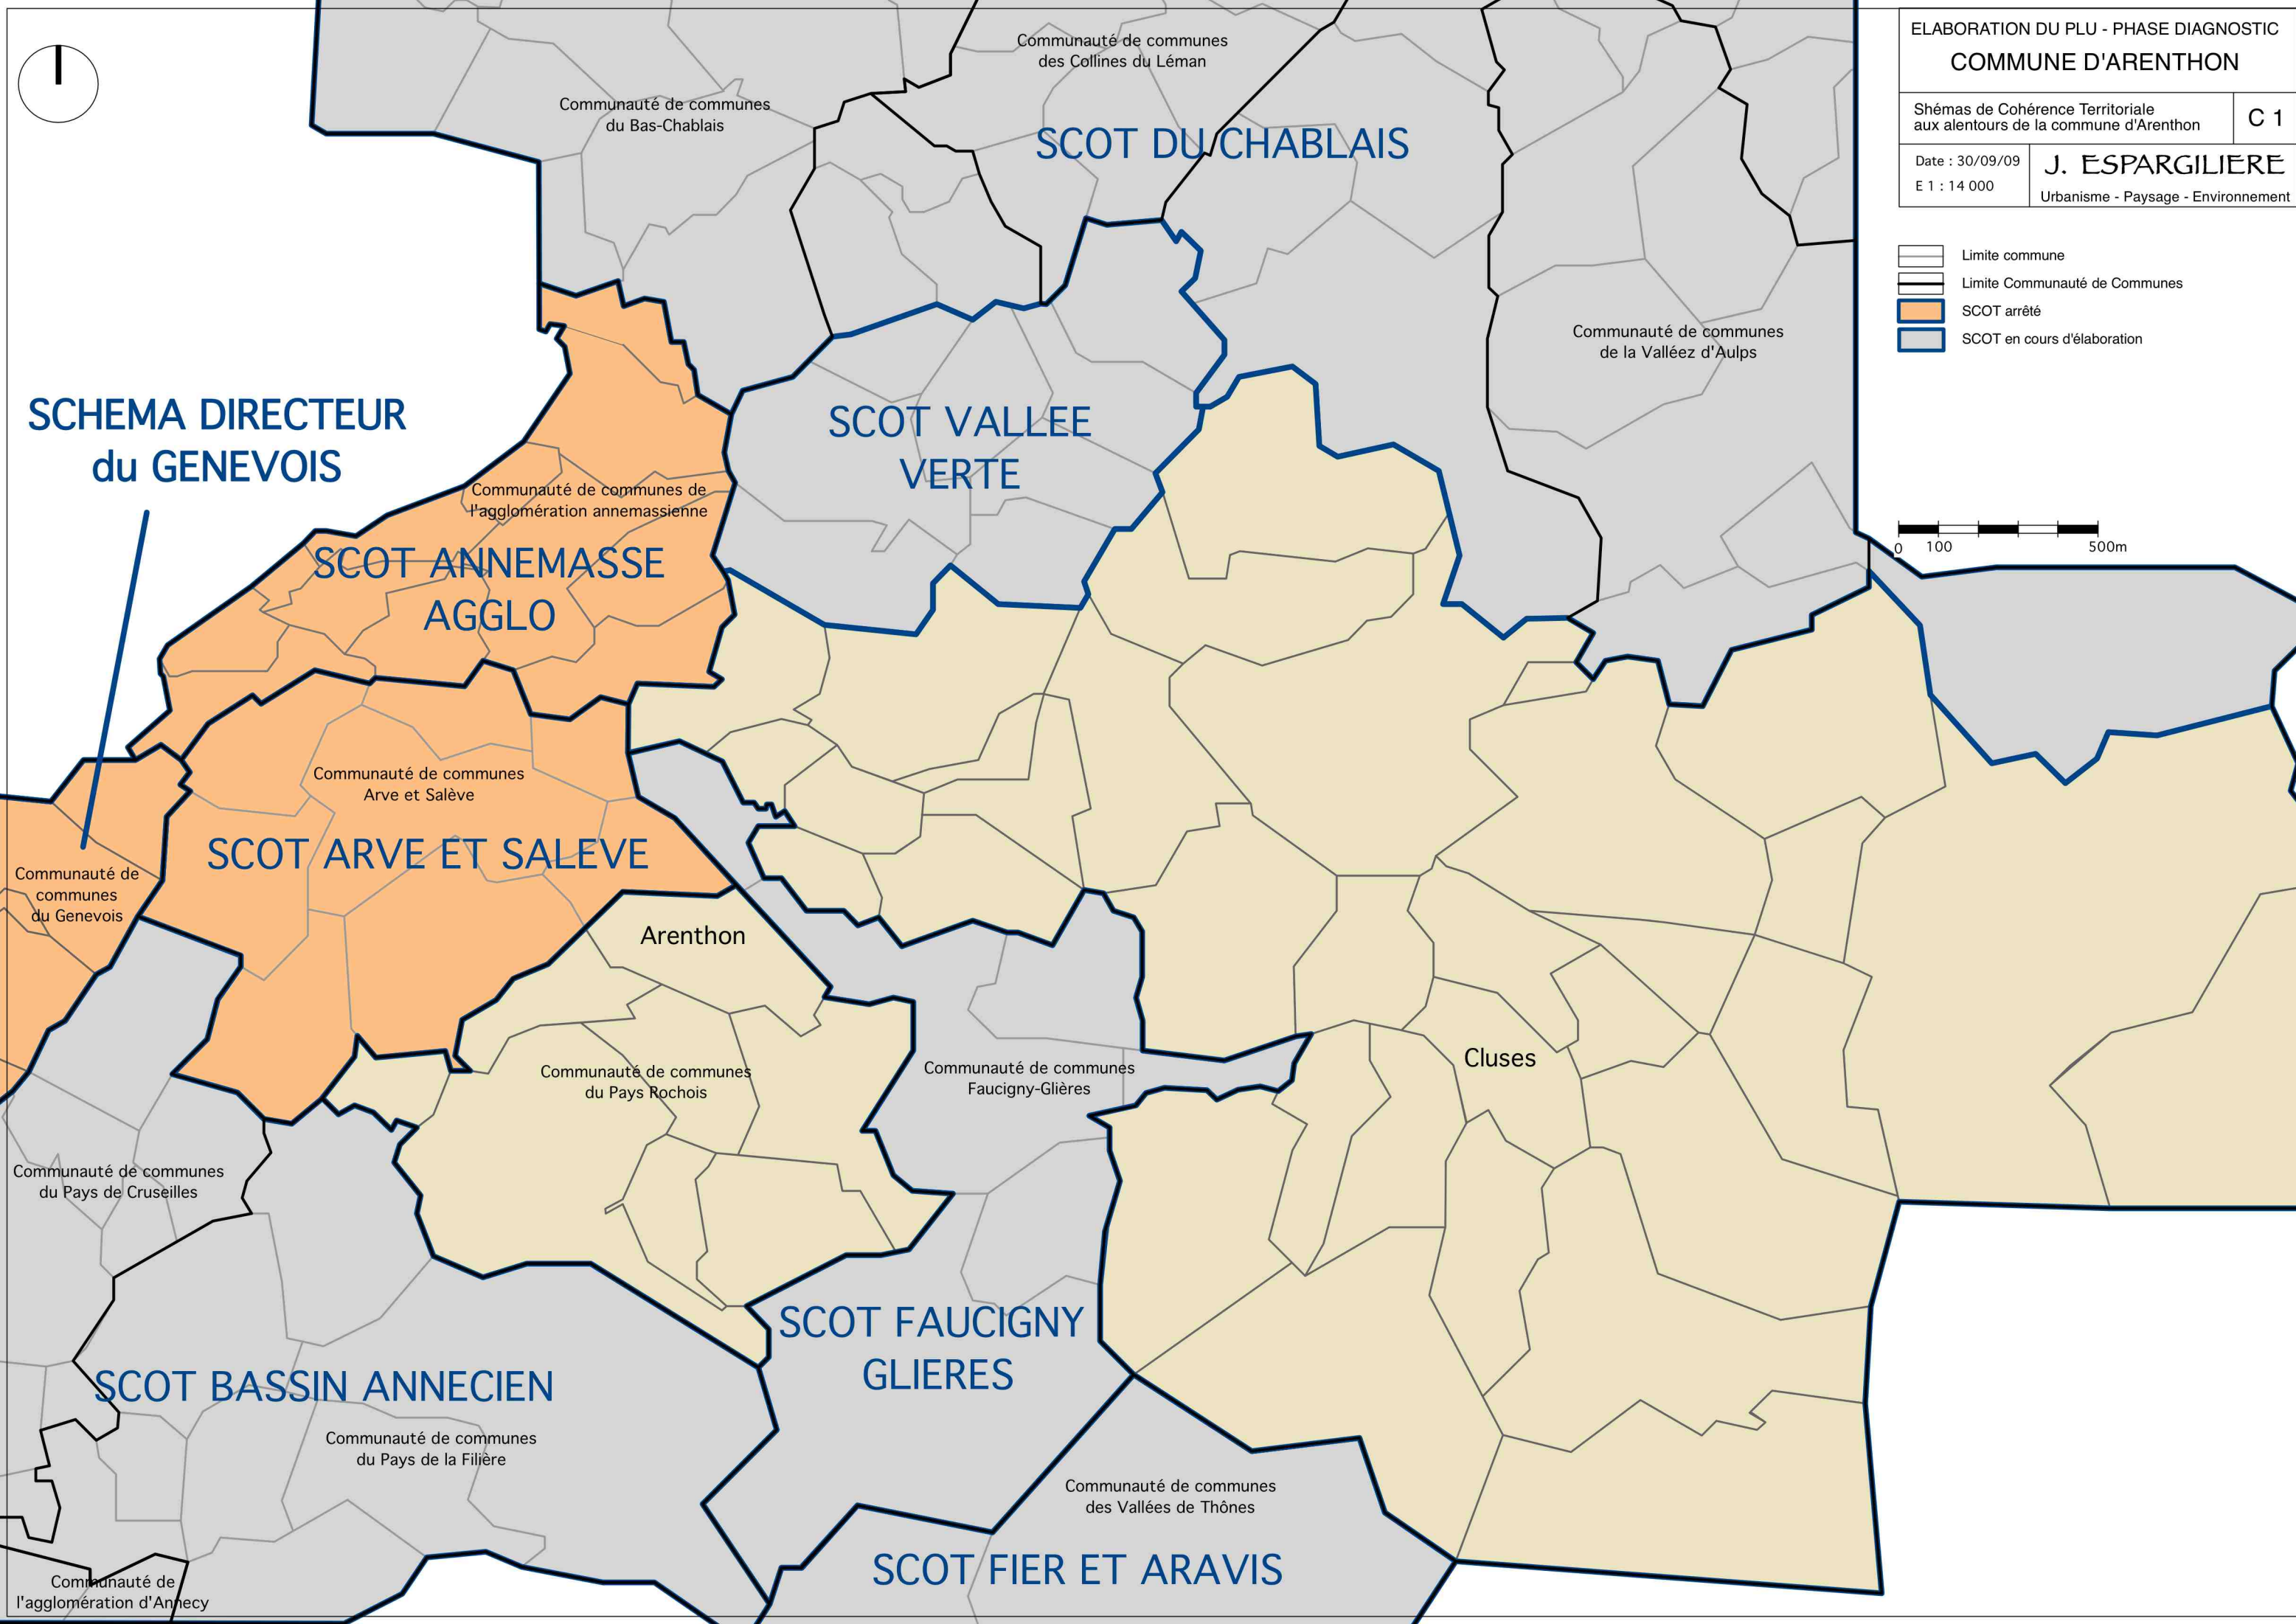 ELABORATION DU PLU - PHASE DIAGNOSTIC
COMMUNE D'ARENTHON
Shémas de Cohérence Territoriale
aux alentours de la commune d'Arenthon
C 1
Date : 30/09/09
E 1 : 14 000
J. ESPARGILIERE
Urbanisme - Paysage - Environnement
Limite commune
Limite Communauté de Communes
SCOT arrêté
SCOT en cours d'élaboration
0 100 500m
Communauté de communes
des Collines du Léman
Communauté de communes
du Bas-Chablais
SCOT DU CHABLAIS
Communauté de communes
de la Valléez d'Aulps
SCHEMA DIRECTEUR
du GENEVOIS
SCOT VALLEE
VERTE
Communauté de communes de
l'agglomération annemassienne
SCOT ANNEMASSE
AGGLO
Communauté de communes
Arve et Salève
SCOT ARVE ET SALEVE
Communauté de
communes
du Genevois
Arenthon
Communauté de communes
du Pays Rochois
Communauté de communes
Faucigny-Glières
Cluses
Communauté de communes
du Pays de Cruseilles
SCOT FAUCIGNY
GLIERES
SCOT BASSIN ANNECIEN
Communauté de communes
du Pays de la Filière
Communauté de communes
des Vallées de Thônes
SCOT FIER ET ARAVIS
Communauté de
l'agglomération d'Annecy